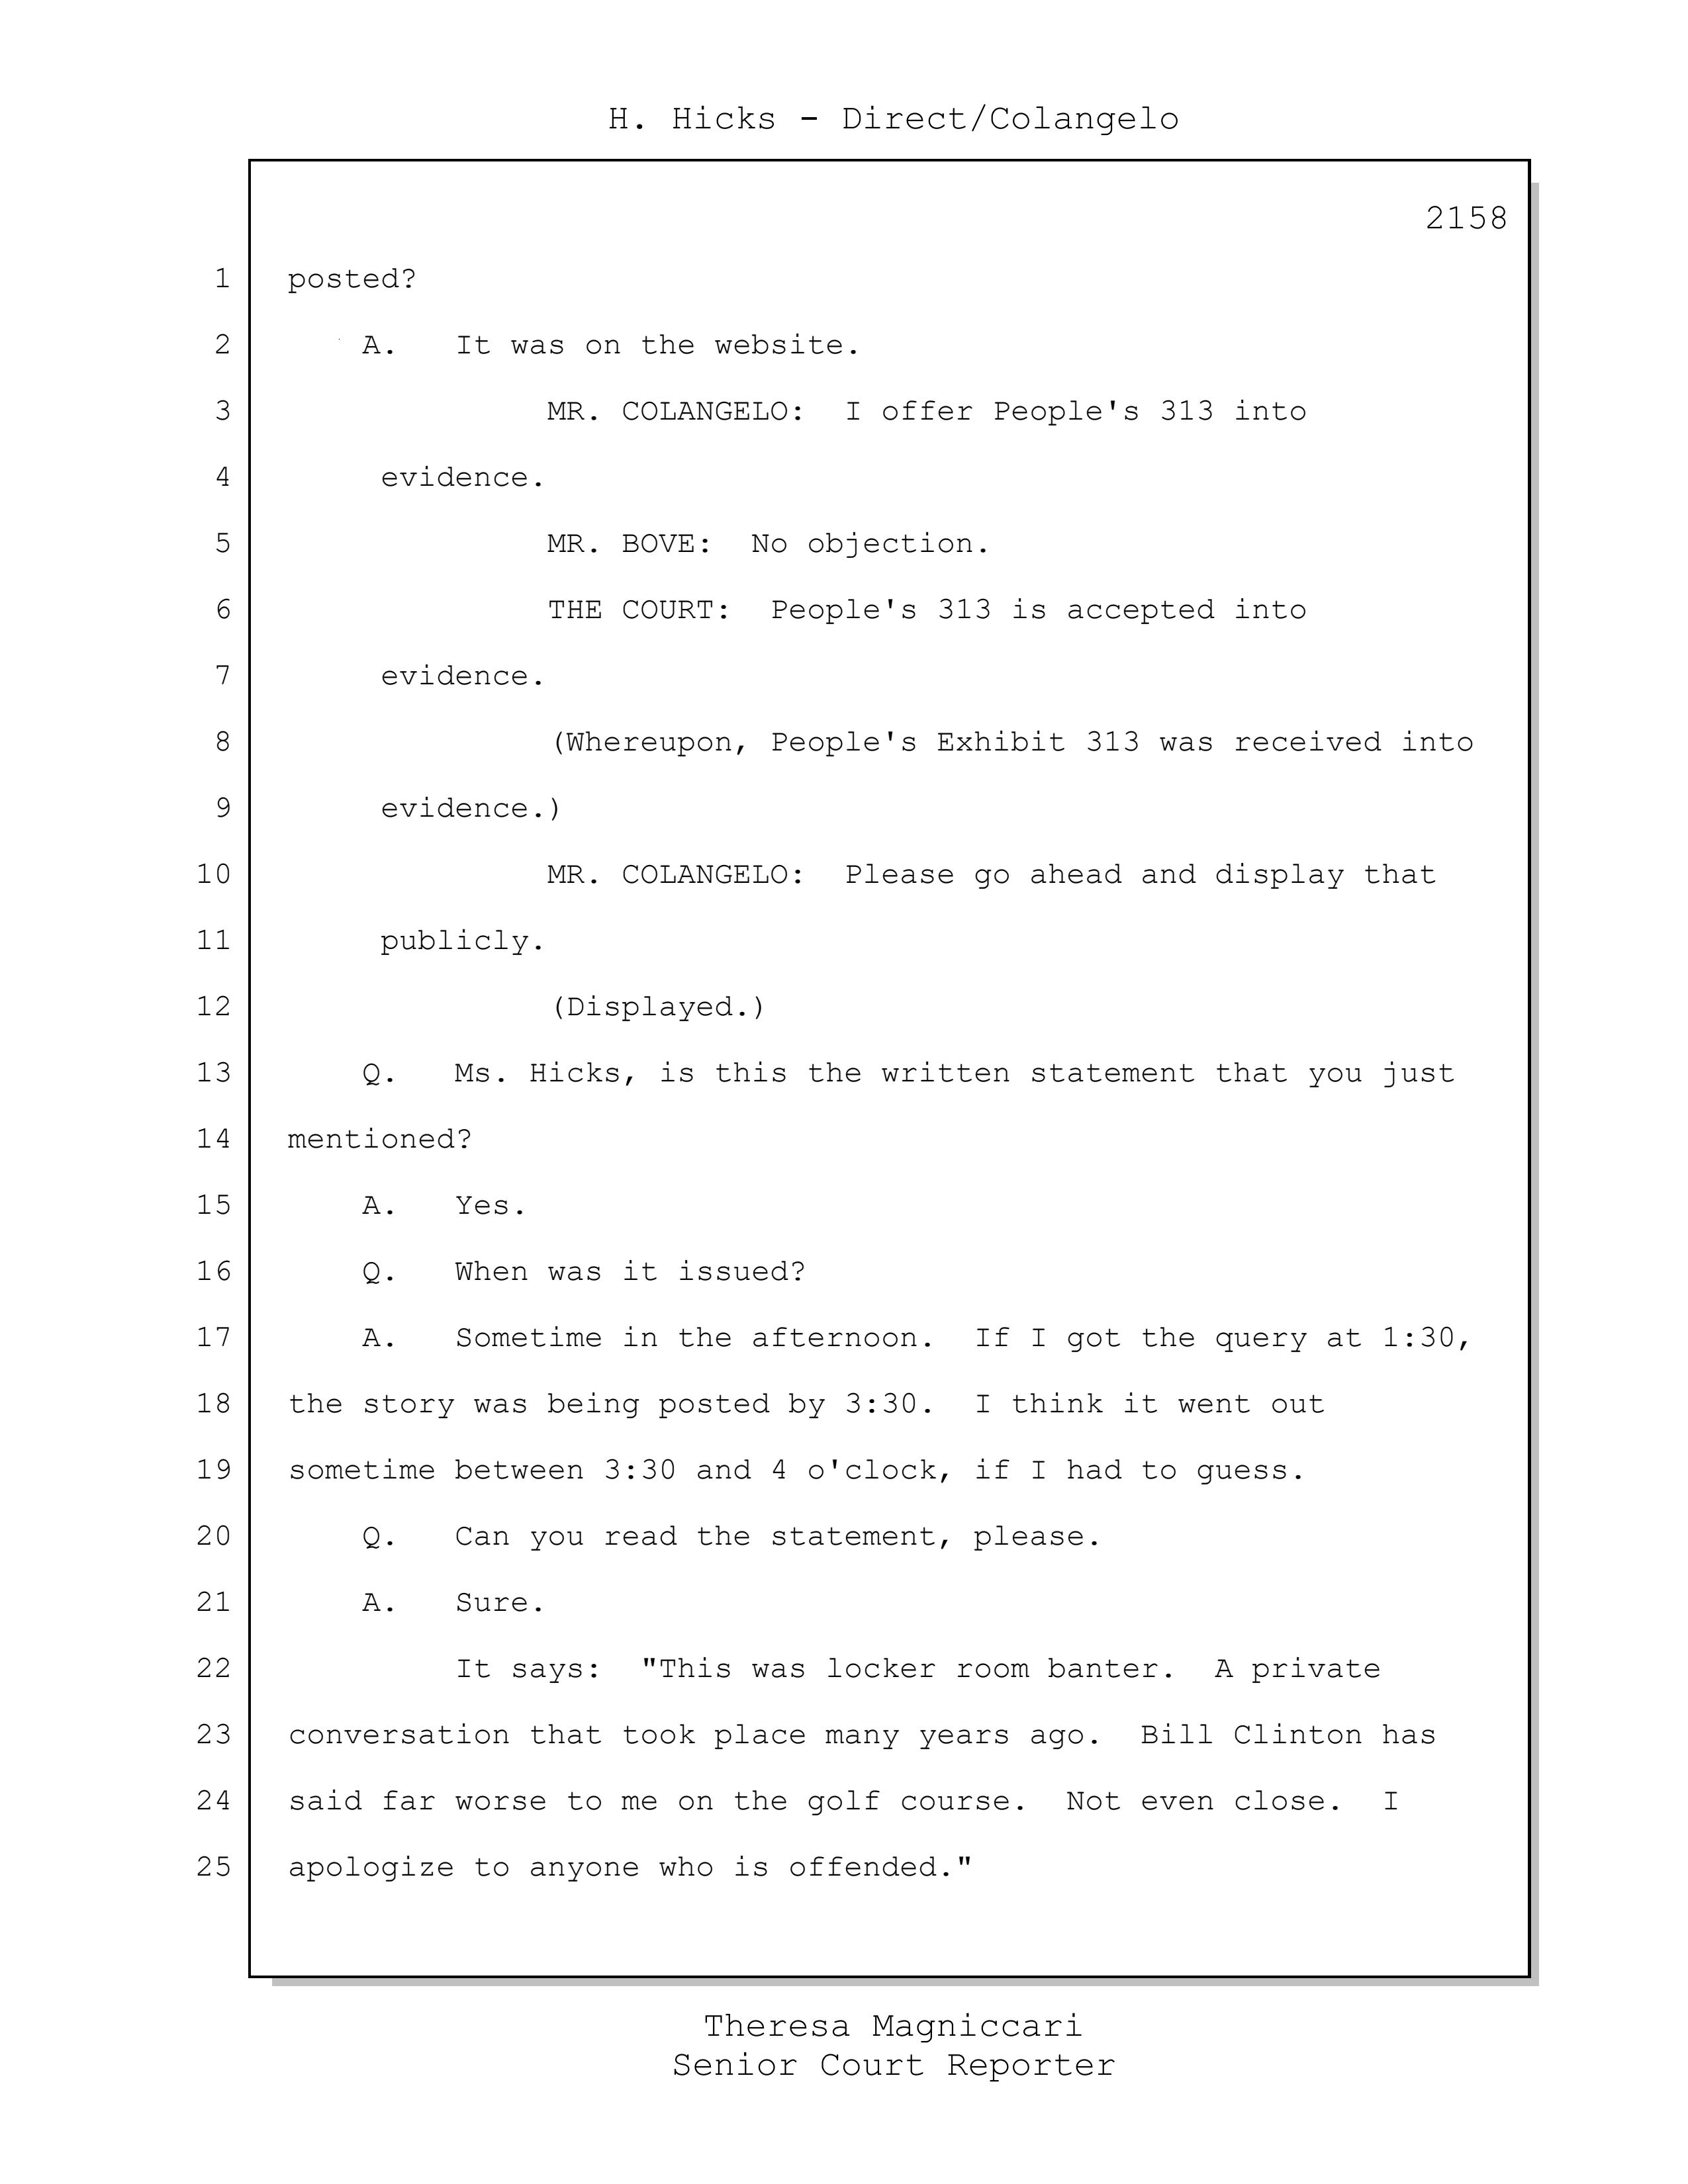 H. Hicks - Direct/Colangelo
2158
1 posted?
2 A. It was on the website.
3 MR. COLANGELO: I offer People's 313 into
4 evidence.
5 MR. BOVE: No objection.
6 THE COURT: People's 313 is accepted into
7 evidence.
8 (Whereupon, People's Exhibit 313 was received into
9 evidence.)
10 MR. COLANGELO: Please go ahead and display that
11 publicly.
12 (Displayed.)
13 Q. Ms. Hicks, is this the written statement that you just
14 mentioned?
15 A. Yes.
16 Q. When was it issued?
17 A. Sometime in the afternoon. If I got the query at 1:30,
18 the story was being posted by 3:30. I think it went out
19 sometime between 3:30 and 4 o'clock, if I had to guess.
20 Q. Can you read the statement, please.
21 A. Sure.
22 It says: "This was locker room banter. A private
23 conversation that took place many years ago. Bill Clinton has
24 said far worse to me on the golf course. Not even close. I
25 apologize to anyone who is offended."
Theresa Magniccari
Senior Court Reporter